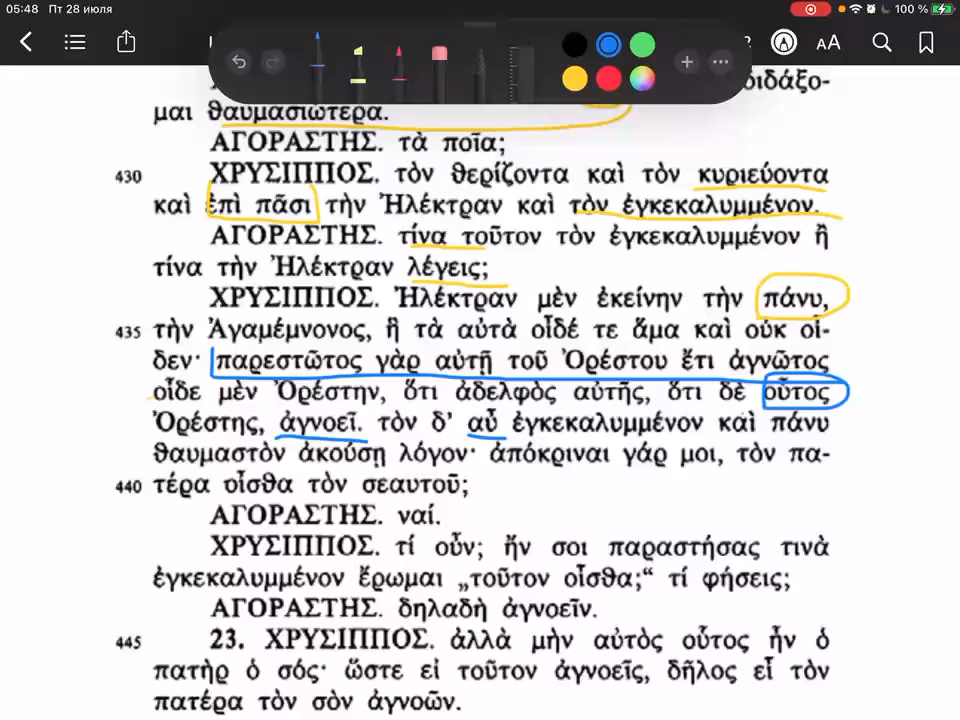 05:48 Пт 28 июля
100 %
AA
διδάξο-
μαι θαυμασιώτερα.
ΑΓΟΡΑΣΤΗΣ. τὰ ποῖα;
430 ΧΡΥΣΙΠΠΟΣ. τὸν θερίζοντα καὶ τὸν κυριεύοντα
καὶ ἐπὶ πᾶσι τὴν Ἠλέκτραν καὶ τὸν ἐγκεκαλυμμένον.
ΑΓΟΡΑΣΤΗΣ. τίνα τοῦτον τὸν ἐγκεκαλυμμένον ἢ
τίνα τὴν Ἠλέκτραν λέγεις;
ΧΡΥΣΙΠΠΟΣ. Ἠλέκτραν μὲν ἐκείνην τὴν πάνυ,
435 τὴν Ἀγαμέμνονος, ἣ τὰ αὐτὰ οἶδέ τε ἅμα καὶ οὐκ οἶ-
δεν· παρεστῶτος γὰρ αὐτῇ τοῦ Ὀρέστου ἔτι ἀγνῶτος
οἶδε μὲν Ὀρέστην, ὅτι ἀδελφὸς αὐτῆς, ὅτι δὲ οὗτος
Ὀρέστης, ἀγνοεῖ. τὸν δ’ αὖ ἐγκεκαλυμμένον καὶ πάνυ
θαυμαστὸν ἀκούσῃ λόγον· ἀπόκριναι γάρ μοι, τὸν πα-
440 τέρα οἶσθα τὸν σεαυτοῦ;
ΑΓΟΡΑΣΤΗΣ. ναί.
ΧΡΥΣΙΠΠΟΣ. τί οὖν; ἤν σοι παραστήσας τινὰ
ἐγκεκαλυμμένον ἔρωμαι „τοῦτον οἶσθα;“ τί φήσεις;
ΑΓΟΡΑΣΤΗΣ. δηλαδὴ ἀγνοεῖν.
445 23. ΧΡΥΣΙΠΠΟΣ. ἀλλὰ μὴν αὐτὸς οὗτος ἦν ὁ
πατὴρ ὁ σός· ὥστε εἰ τοῦτον ἀγνοεῖς, δῆλος εἶ τὸν
πατέρα τὸν σὸν ἀγνοῶν.